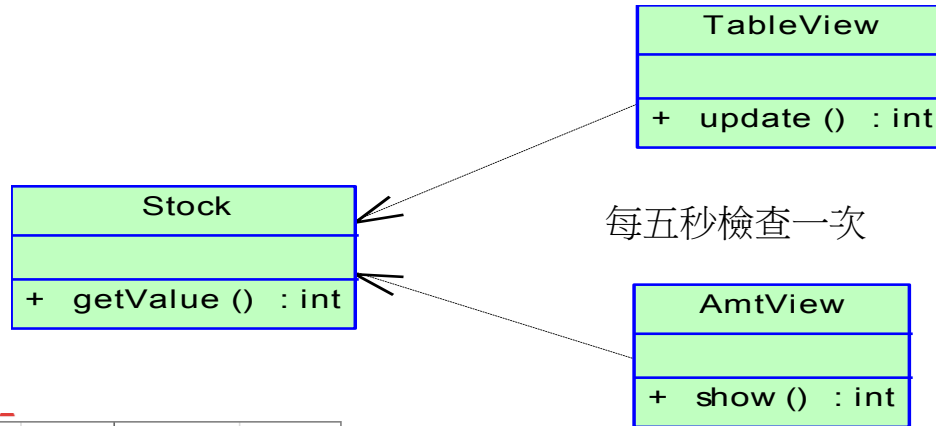 TableView
+ update () : int
Stock
+ getValue () : int
每五秒檢查一次
AmtView
+ show () : int